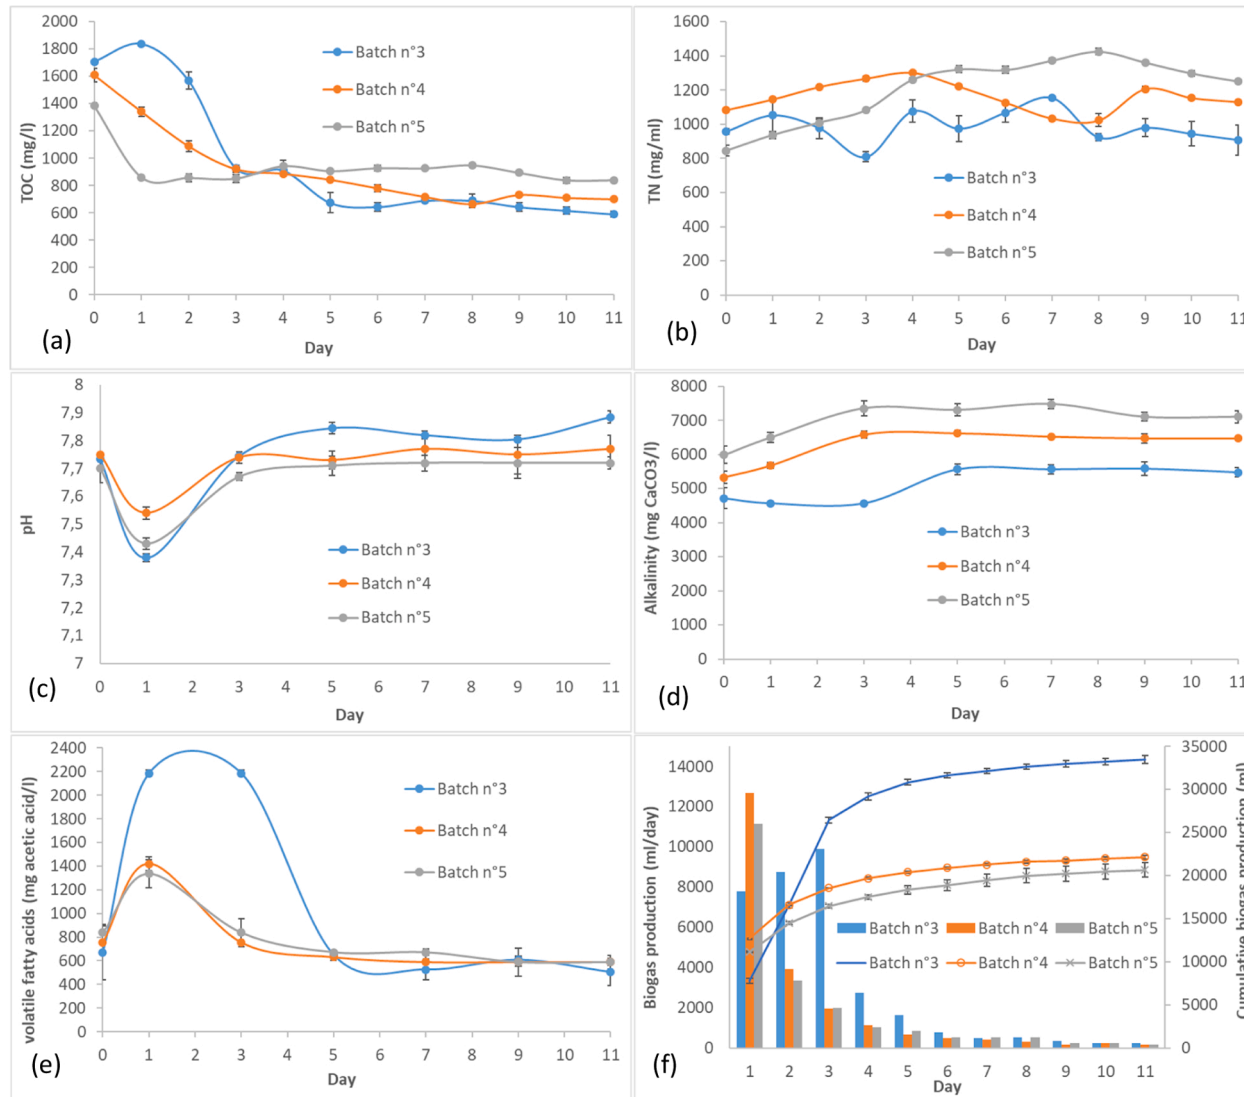 2000
1800
1600
1400
1200
1000
800
600
400
200
0
TOC (mg/l)
Batch n°3
Batch n°4
Batch n°5
0 1 2 3 4 5 6 7 8 9 10 11
Day
(a)
1600
1400
1200
1000
800
600
400
200
0
TN (mg/ml)
Batch n°3
Batch n°4
Batch n°5
0 1 2 3 4 5 6 7 8 9 10 11
Day
(b)
8
7,9
7,8
7,7
7,6
7,5
7,4
7,3
7,2
7,1
7
pH
Batch n°3
Batch n°4
Batch n°5
0 1 2 3 4 5 6 7 8 9 10 11
Day
(c)
8000
7000
6000
5000
4000
3000
2000
1000
0
Alkalinity (mg CaCO3/l)
Batch n°3
Batch n°4
Batch n°5
0 1 2 3 4 5 6 7 8 9 10 11
Day
(d)
2400
2200
2000
1800
1600
1400
1200
1000
800
600
400
200
0
volatile fatty acids (mg acetic acid/l)
Batch n°3
Batch n°4
Batch n°5
0 1 2 3 4 5 6 7 8 9 10 11
Day
(e)
14000
12000
10000
8000
6000
4000
2000
0
Biogas production (ml/day)
35000
30000
25000
20000
15000
10000
5000
0
Cumulative biogas production (ml)
Batch n°3 Batch n°4 Batch n°5
Batch n°3 Batch n°4 Batch n°5
1 2 3 4 5 6 7 8 9 10 11
Day
(f)